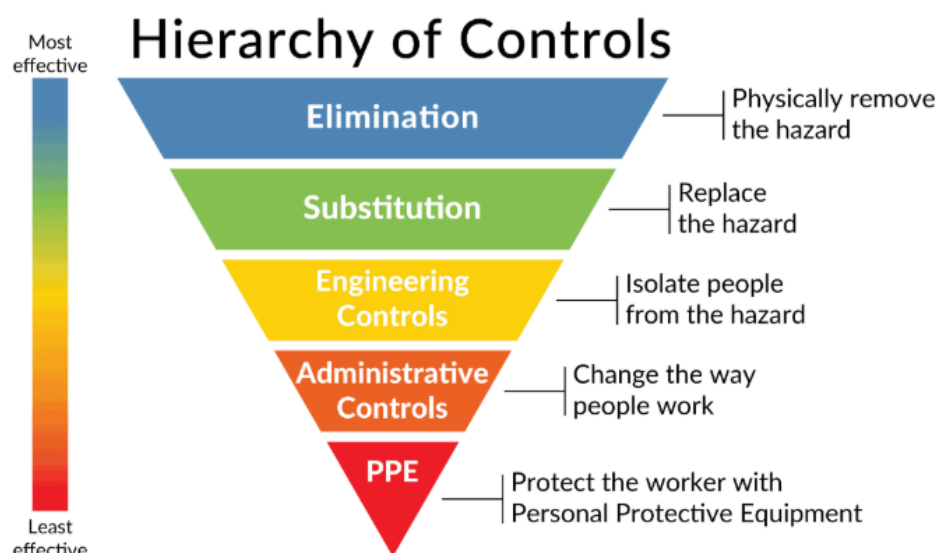 Hierarchy of Controls
Most
effective
Elimination
Physically remove
the hazard
Substitution
Replace
the hazard
Engineering
Controls
Isolate people
from the hazard
Administrative
Controls
Change the way
people work
PPE
Protect the worker with
Personal Protective Equipment
Least
effective